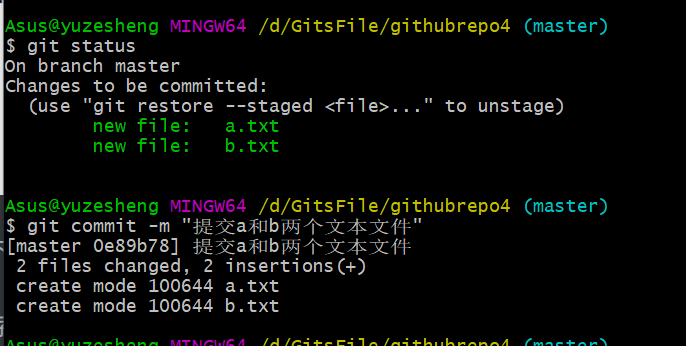 Asus@yuzesheng MINGW64 /d/GitsFile/githubrepo4 (master)
$ git status
On branch master
Changes to be committed:
  (use "git restore --staged <file>..." to unstage)
        new file:   a.txt
        new file:   b.txt

Asus@yuzesheng MINGW64 /d/GitsFile/githubrepo4 (master)
$ git commit -m "提交a和b两个文本文件"
[master 0e89b78] 提交a和b两个文本文件
 2 files changed, 2 insertions(+)
 create mode 100644 a.txt
 create mode 100644 b.txt

Asus@yuzesheng MINGW64 /d/GitsFile/githubrepo4 (master)